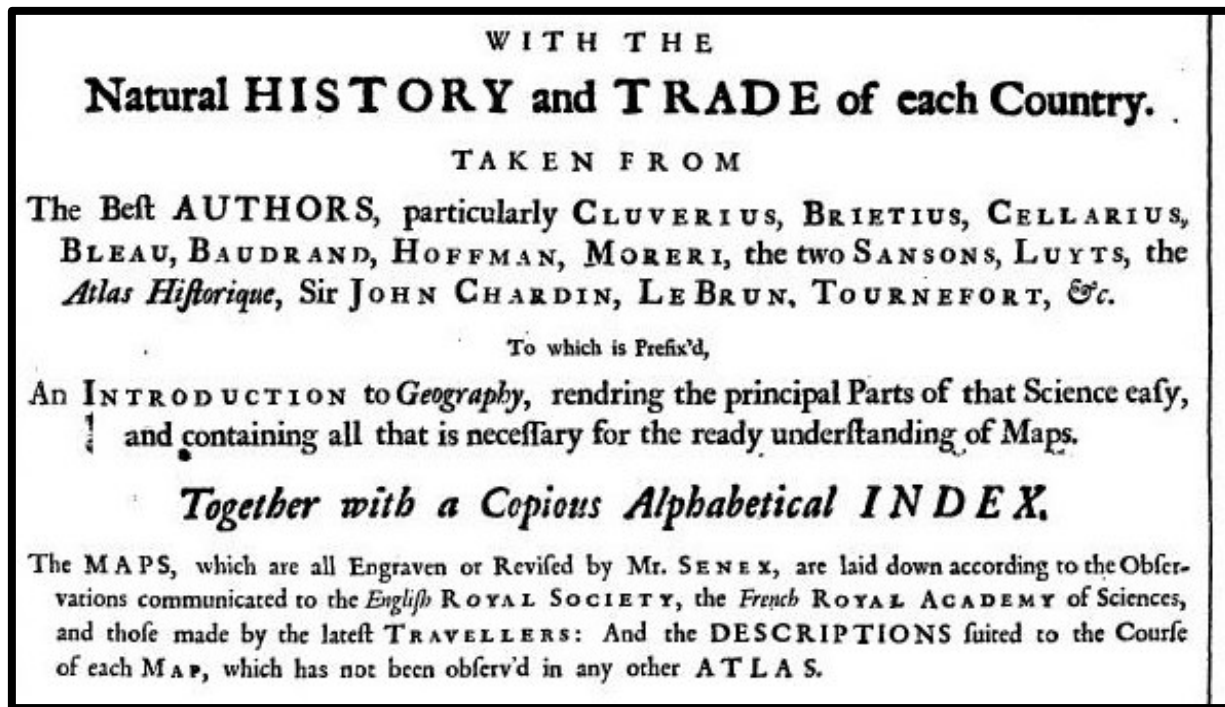 WITH THE
Natural HISTORY and TRADE of each Country.
TAKEN FROM
The Beſt AUTHORS, particularly CLUVERIUS, BRIETIUS, CELLARIUS,
BLEAU, BAUDRAND, HOFFMAN, MORERI, the two SANSONS, LUYTS, the
Atlas Hiſtorique, Sir JOHN CHARDIN, LE BRUN, TOURNEFORT, &c.
To which is Prefix'd,
An INTRODUCTION to Geography, rendring the principal Parts of that Science eaſy,
and containing all that is neceſſary for the ready underſtanding of Maps.
Together with a Copious Alphabetical INDEX.
The MAPS, which are all Engraven or Reviſed by Mr. SENEX, are laid down according to the Obſer-
vations communicated to the Engliſh ROYAL SOCIETY, the French ROYAL ACADEMY of Sciences,
and thoſe made by the lateſt TRAVELLERS: And the DESCRIPTIONS ſuited to the Courſe
of each MAP, which has not been obſerv'd in any other ATLAS.